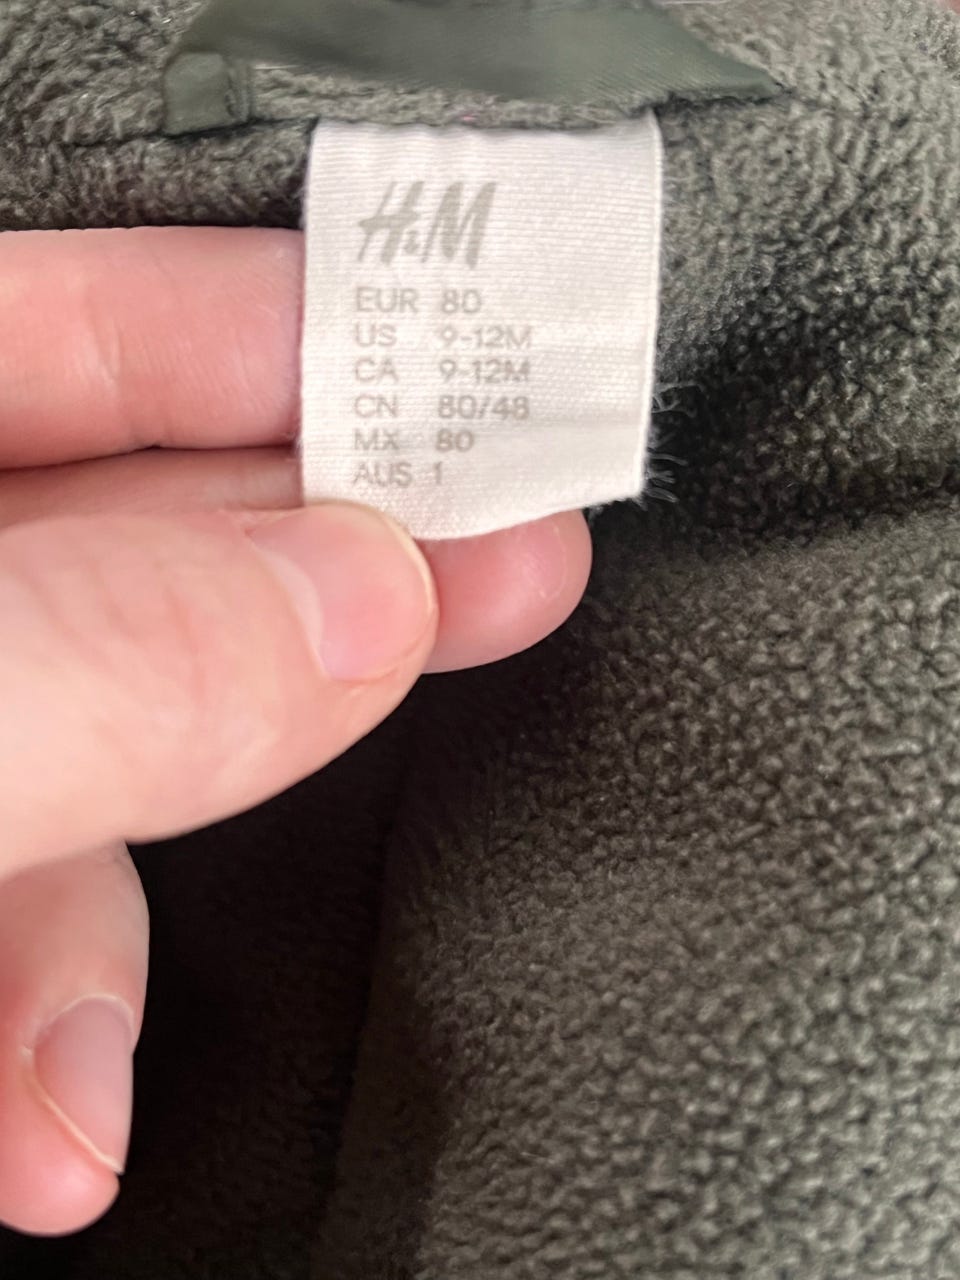 H&M
EUR 80
US 9-12M
CA 9-12M
CN 80/48
MX 80
AUS 1